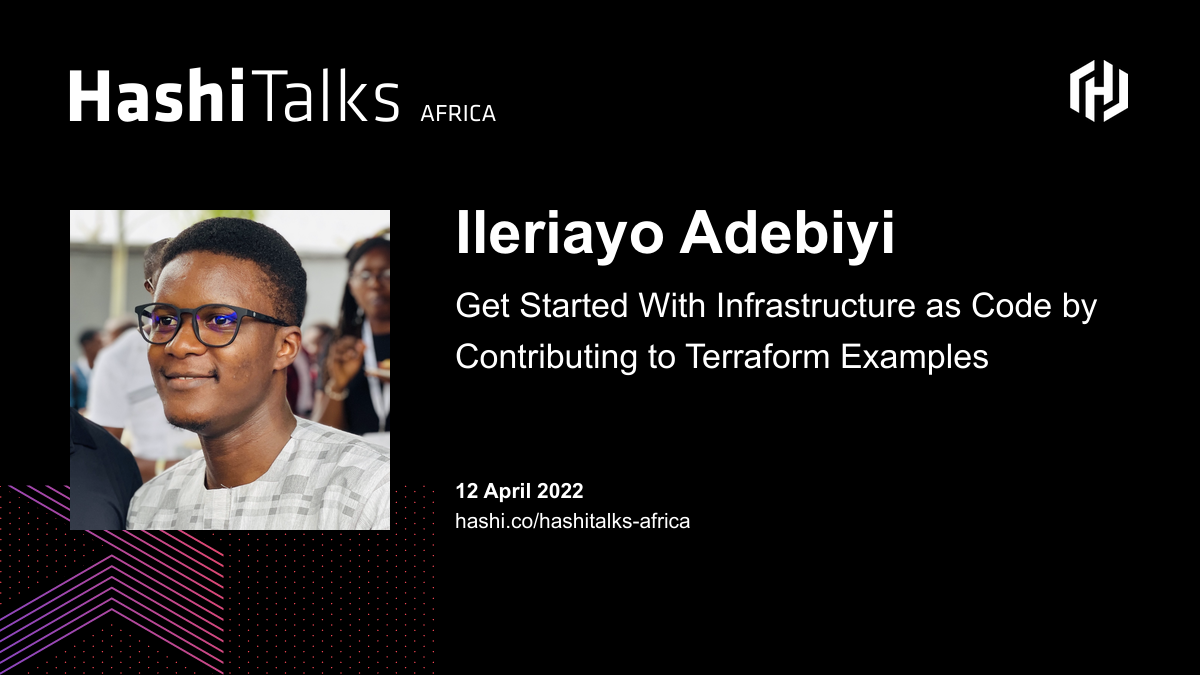 HashiTalks AFRICA
Ileriayo Adebiyi
Get Started With Infrastructure as Code by
Contributing to Terraform Examples
12 April 2022
hashi.co/hashitalks-africa